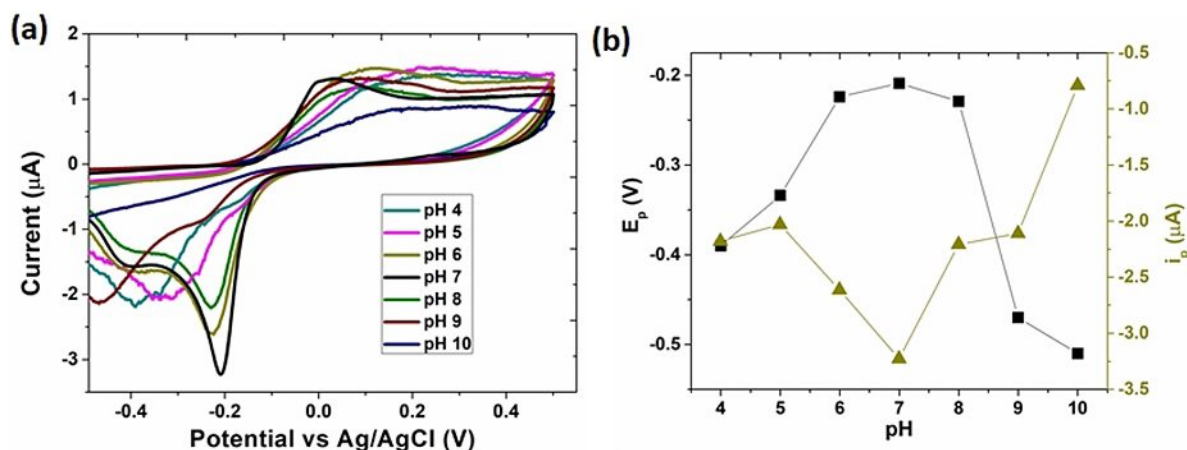 (a)
2
1
0
-1
-2
-3
Current (μA)
-0.4 -0.2 0.0 0.2 0.4
Potential vs Ag/AgCl (V)
pH 4
pH 5
pH 6
pH 7
pH 8
pH 9
pH 10
(b)
-0.2
-0.3
-0.4
-0.5
Ep (V)
4 5 6 7 8 9 10
pH
-0.5
-1.0
-1.5
-2.0
-2.5
-3.0
-3.5
ip (μA)